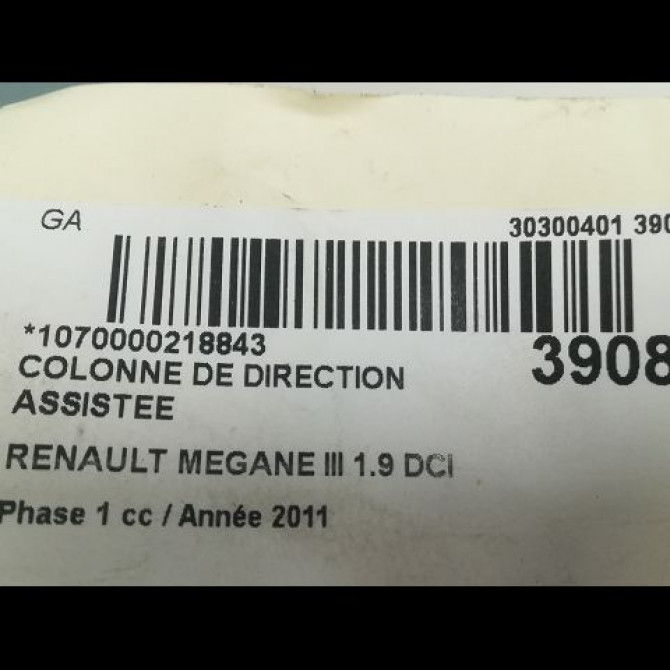 GA
30300401 390
*1070000218843
3908
COLONNE DE DIRECTION
ASSISTEE
RENAULT MEGANE III 1.9 DCI
Phase 1 cc / Année 2011